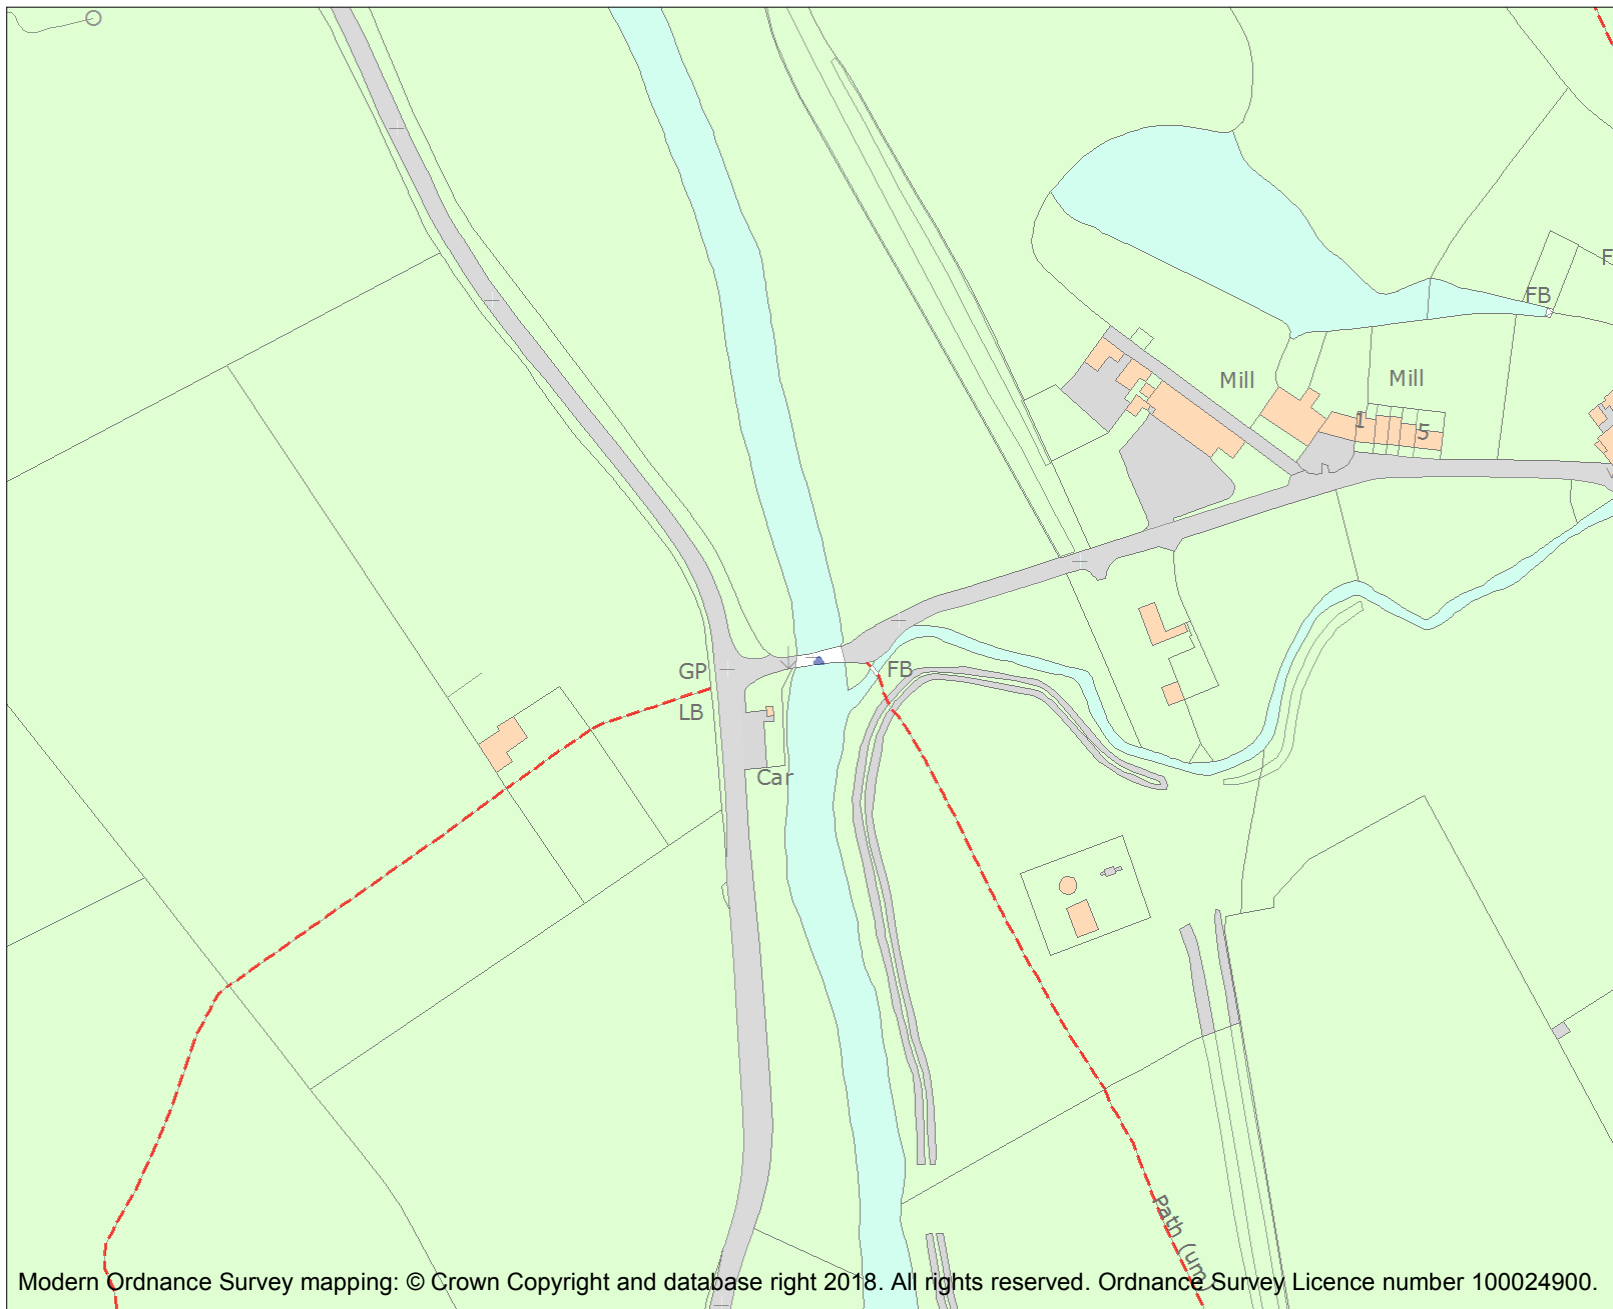 FB
Mill
Mill
1
5
GP
FB
LB
Car
Path (um)
Modern Ordnance Survey mapping: © Crown Copyright and database right 2018. All rights reserved. Ordnance Survey Licence number 100024900.